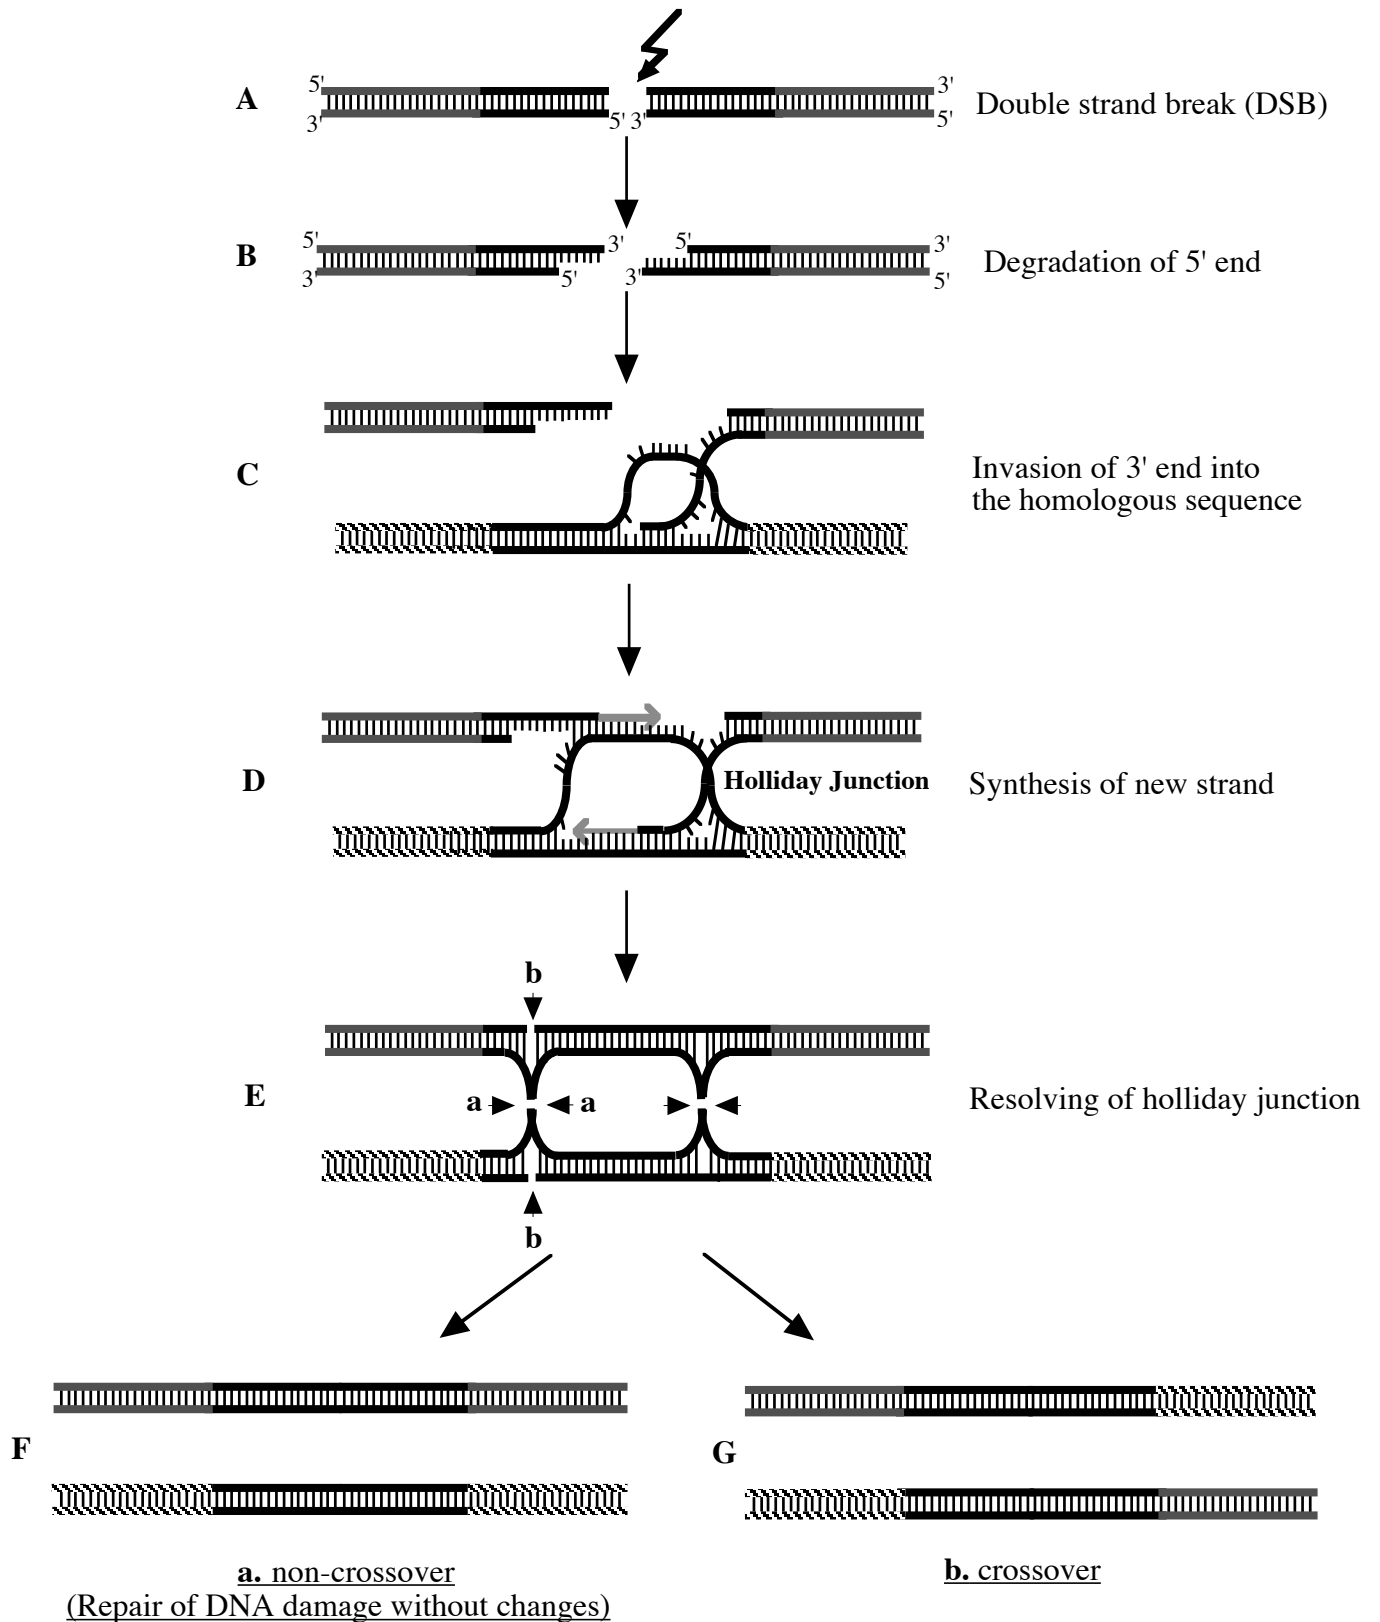 5' 3'
A Double strand break (DSB)
3' 5' 3' 5'
5' 3' 5' 3'
B Degradation of 5' end
3' 5' 3' 5'
C Invasion of 3' end into
the homologous sequence
D Holliday Junction Synthesis of new strand
b
E a a Resolving of holliday junction
b
F G
a. non-crossover b. crossover
(Repair of DNA damage without changes)